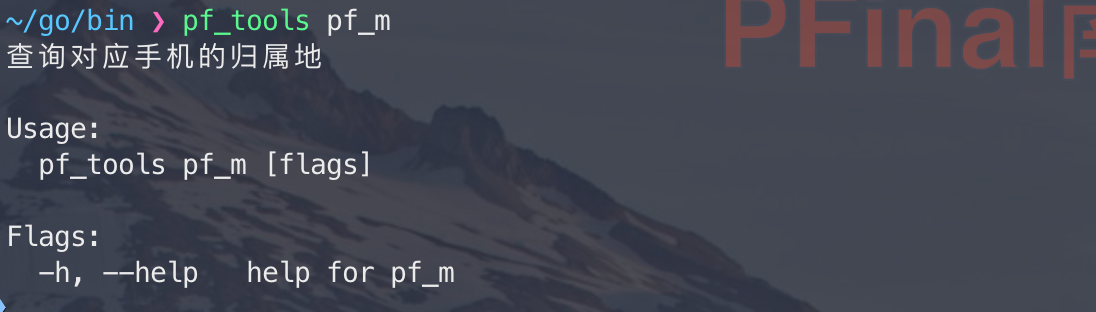 ~/go/bin ❯ pf_tools pf_m
PFinal
查询对应手机的归属地
Usage:
pf_tools pf_m [flags]
Flags:
-h, --help   help for pf_m